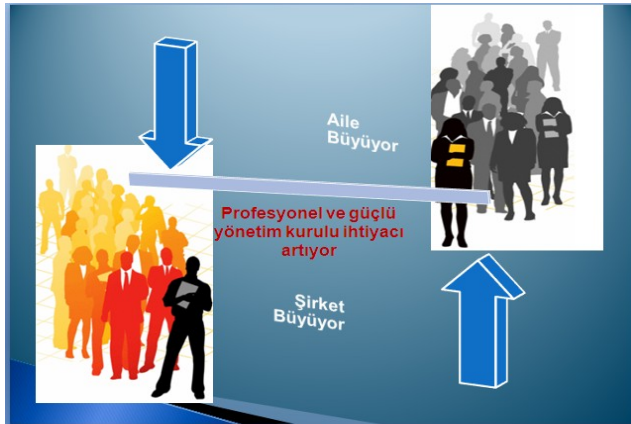 Aile
Büyüyor
Profesyonel ve güçlü
yönetim kurulu ihtiyacı
artıyor
Şirket
Büyüyor